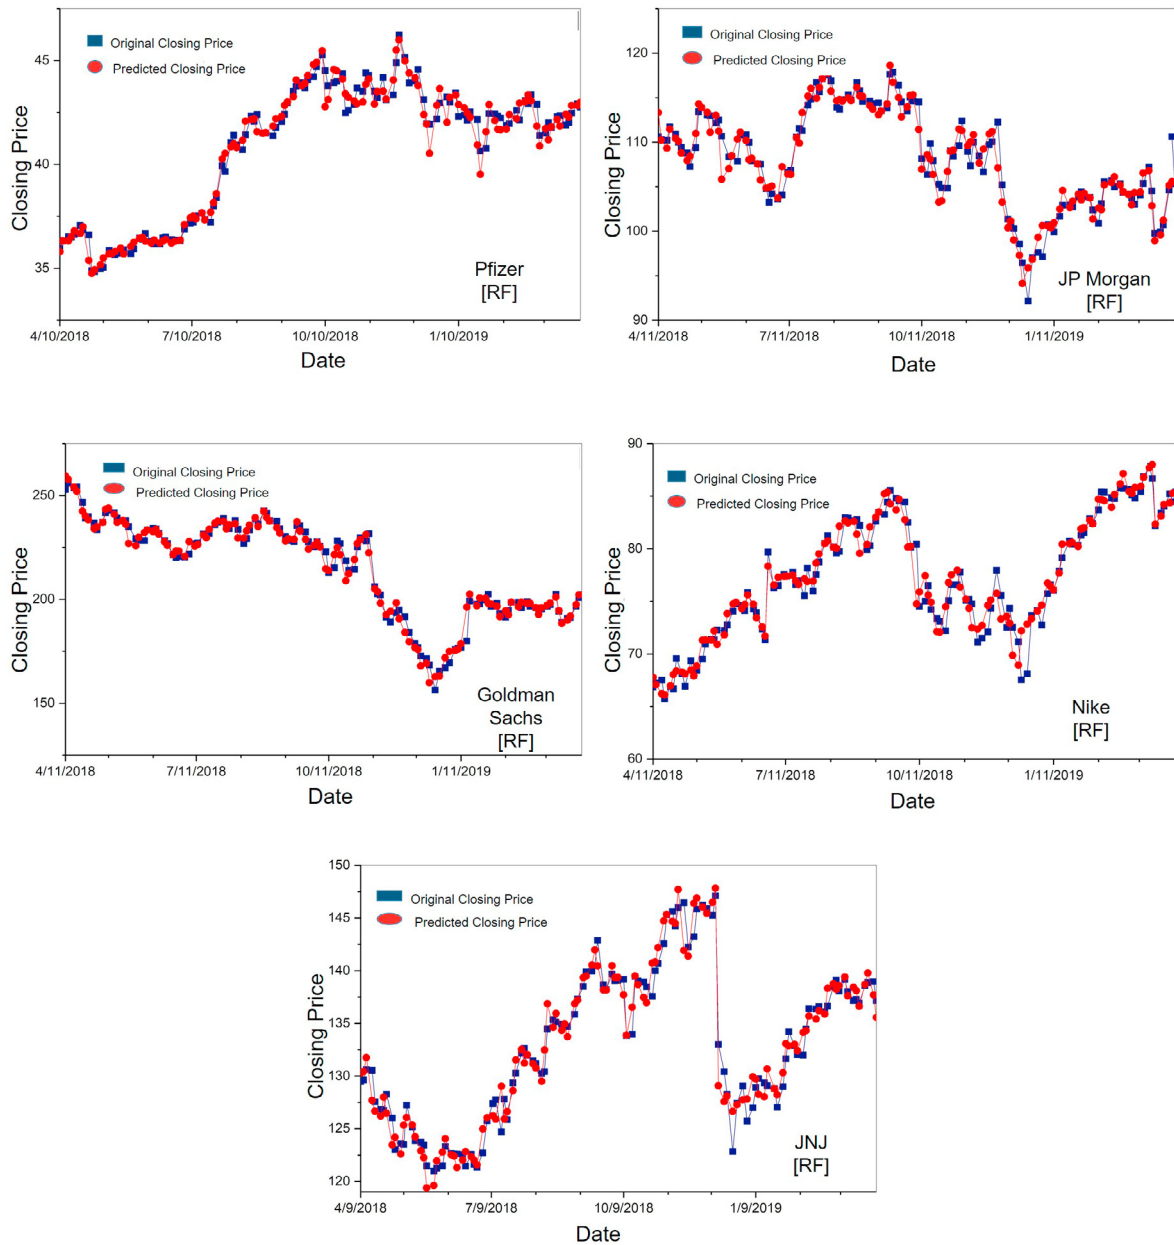 Original Closing Price
Predicted Closing Price
45
40
35
Closing Price
4/10/2018
7/10/2018
10/10/2018
1/10/2019
Date
Pfizer
[RF]
Original Closing Price
Predicted Closing Price
120
110
100
90
Closing Price
4/11/2018
7/11/2018
10/11/2018
1/11/2019
Date
JP Morgan
[RF]
Original Closing Price
Predicted Closing Price
250
200
150
Closing Price
4/11/2018
7/11/2018
10/11/2018
1/11/2019
Date
Goldman
Sachs
[RF]
Original Closing Price
Predicted Closing Price
90
80
70
60
Closing Price
4/11/2018
7/11/2018
10/11/2018
1/11/2019
Date
Nike
[RF]
Original Closing Price
Predicted Closing Price
150
145
140
135
130
125
120
Closing Price
4/9/2018
7/9/2018
10/9/2018
1/9/2019
Date
JNJ
[RF]